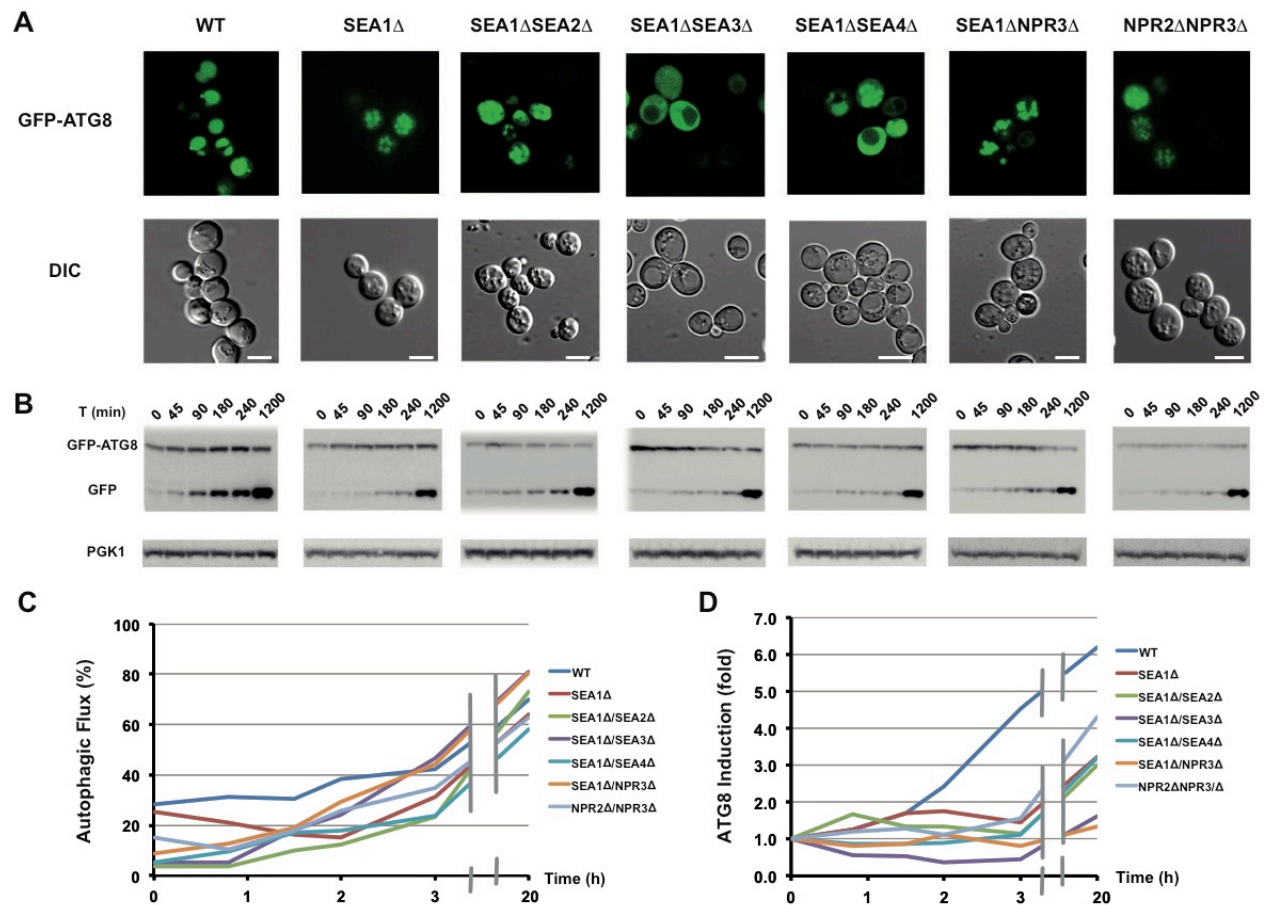 A
WT SEA1Δ SEA1ΔSEA2Δ SEA1ΔSEA3Δ SEA1ΔSEA4Δ SEA1ΔNPR3Δ NPR2ΔNPR3Δ
GFP-ATG8
DIC
B
T (min) 0 45 90 180 240 1200 0 45 90 180 240 1200 0 45 90 180 240 1200 0 45 90 180 240 1200 0 45 90 180 240 1200 0 45 90 180 240 1200 0 45 90 180 240 1200
GFP-ATG8
GFP
PGK1
C
Autophagic Flux (%)
100
80
60
40
20
0
0 1 2 3 20
Time (h)
WT
SEA1Δ
SEA1Δ/SEA2Δ
SEA1Δ/SEA3Δ
SEA1Δ/SEA4Δ
SEA1Δ/NPR3Δ
NPR2Δ/NPR3Δ
D
ATG8 Induction (fold)
7.0
6.0
5.0
4.0
3.0
2.0
1.0
0.0
0 1 2 3 20
Time (h)
WT
SEA1Δ
SEA1Δ/SEA2Δ
SEA1Δ/SEA3Δ
SEA1Δ/SEA4Δ
SEA1Δ/NPR3Δ
NPR2ΔNPR3/Δ